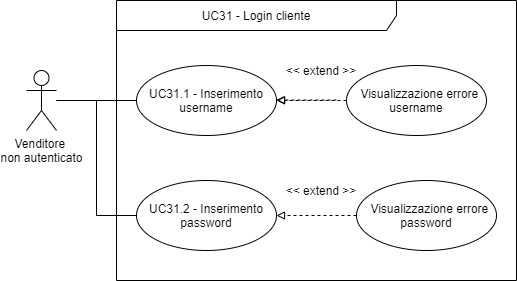 UC31 - Login cliente
<< extend >>
UC31.1 - Inserimento
username
Visualizzazione errore
username
Venditore
non autenticato
<< extend >>
UC31.2 - Inserimento
password
Visualizzazione errore
password